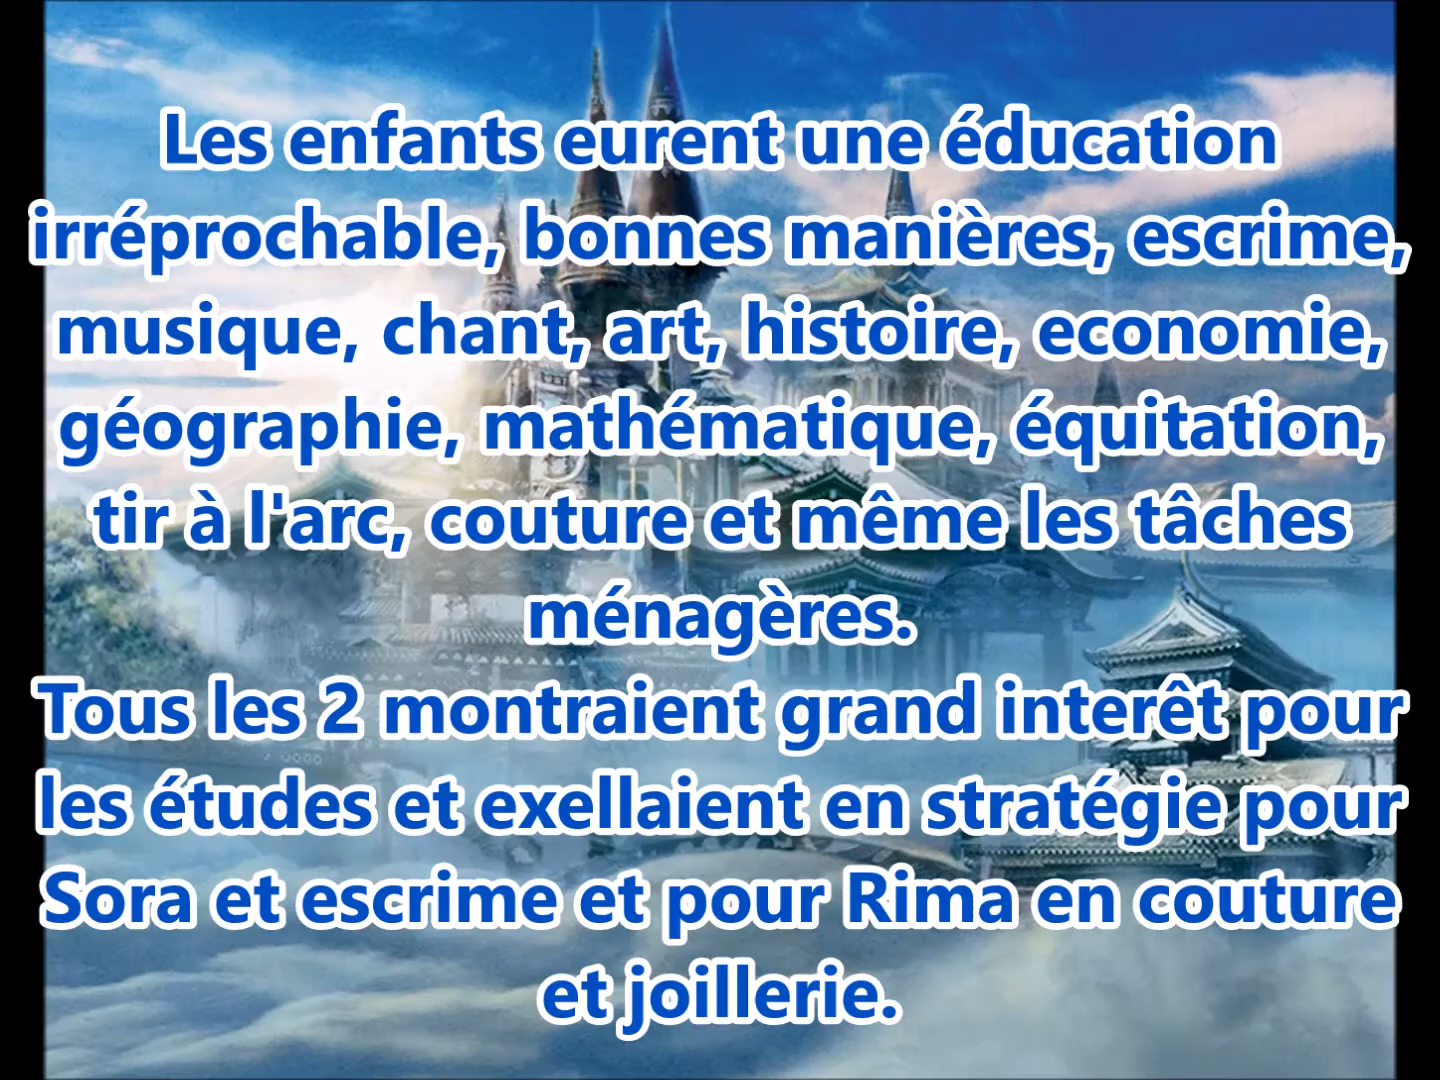 Les enfants eurent une éducation
irréprochable, bonnes manières, escrime,
musique, chant, art, histoire, economie,
géographie, mathématique, équitation,
tir à l'arc, couture et même les tâches
ménagères.
Tous les 2 montraient grand interêt pour
les études et exellaient en stratégie pour
Sora et escrime et pour Rima en couture
et joillerie.